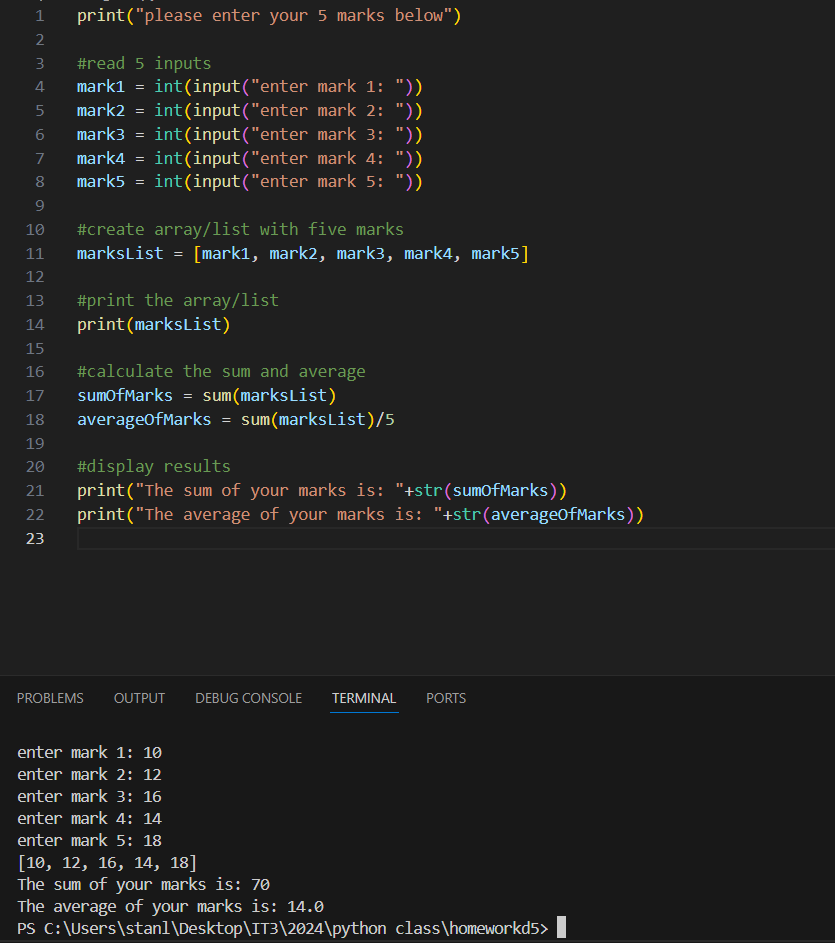 1 print("please enter your 5 marks below")
2
3 #read 5 inputs
4 mark1 = int(input("enter mark 1: "))
5 mark2 = int(input("enter mark 2: "))
6 mark3 = int(input("enter mark 3: "))
7 mark4 = int(input("enter mark 4: "))
8 mark5 = int(input("enter mark 5: "))
9
10 #create array/list with five marks
11 marksList = [mark1, mark2, mark3, mark4, mark5]
12
13 #print the array/list
14 print(marksList)
15
16 #calculate the sum and average
17 sumOfMarks = sum(marksList)
18 averageOfMarks = sum(marksList)/5
19
20 #display results
21 print("The sum of your marks is: "+str(sumOfMarks))
22 print("The average of your marks is: "+str(averageOfMarks))
23
PROBLEMS OUTPUT DEBUG CONSOLE TERMINAL PORTS
enter mark 1: 10
enter mark 2: 12
enter mark 3: 16
enter mark 4: 14
enter mark 5: 18
[10, 12, 16, 14, 18]
The sum of your marks is: 70
The average of your marks is: 14.0
PS C:\Users\stanl\Desktop\IT3\2024\python class\homeworkd5>